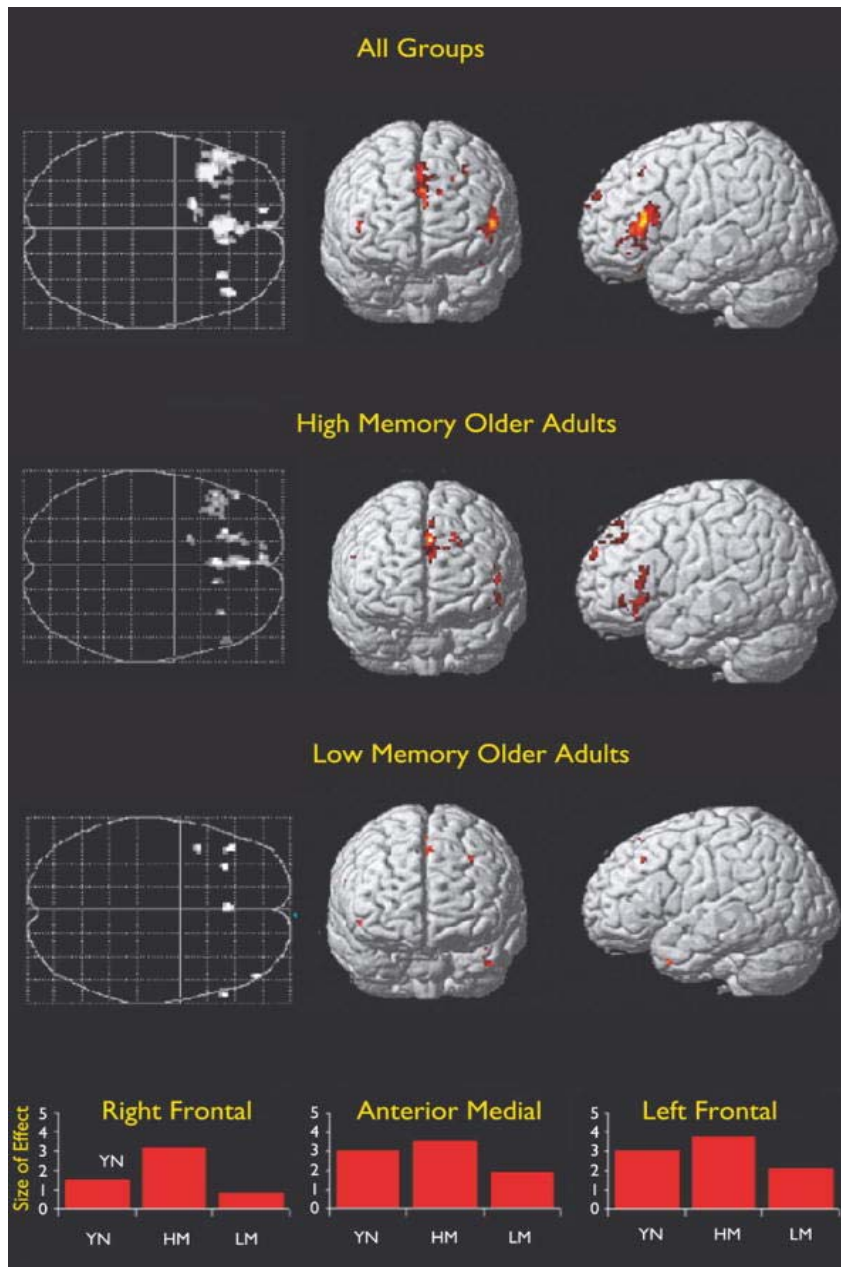 All Groups
High Memory Older Adults
Low Memory Older Adults
Right Frontal
Size of Effect
5
4
3
2
1
0
YN
YN
HM
LM
Anterior Medial
5
4
3
2
1
0
YN
HM
LM
Left Frontal
5
4
3
2
1
0
YN
HM
LM